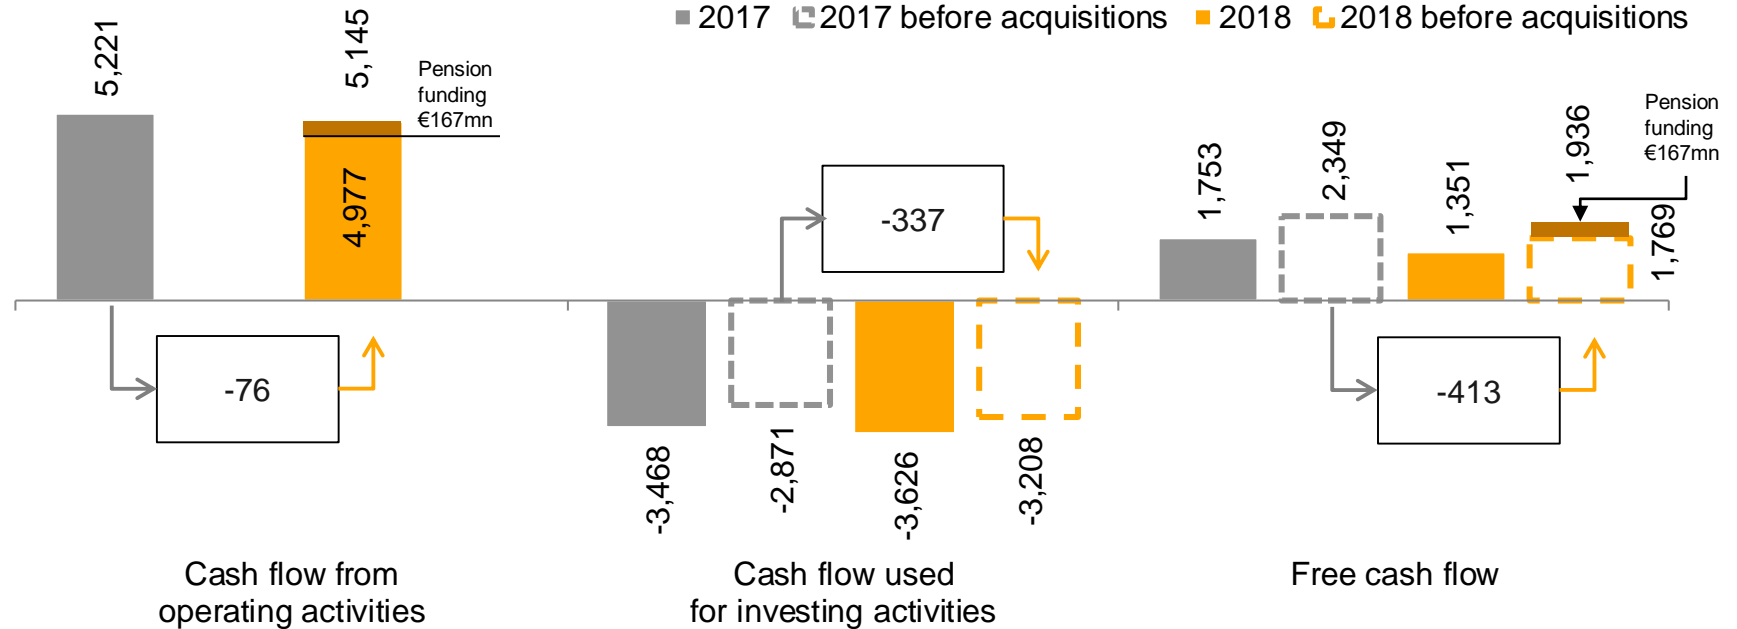 2017 2017 before acquisitions 2018 2018 before acquisitions
5,221
5,145
Pension
funding
€167mn
4,977
-76
-337
-3,468
-2,871
-3,626
-3,208
1,753
2,349
1,351
1,936
Pension
funding
€167mn
1,769
-413
Cash flow from
operating activities
Cash flow used
for investing activities
Free cash flow